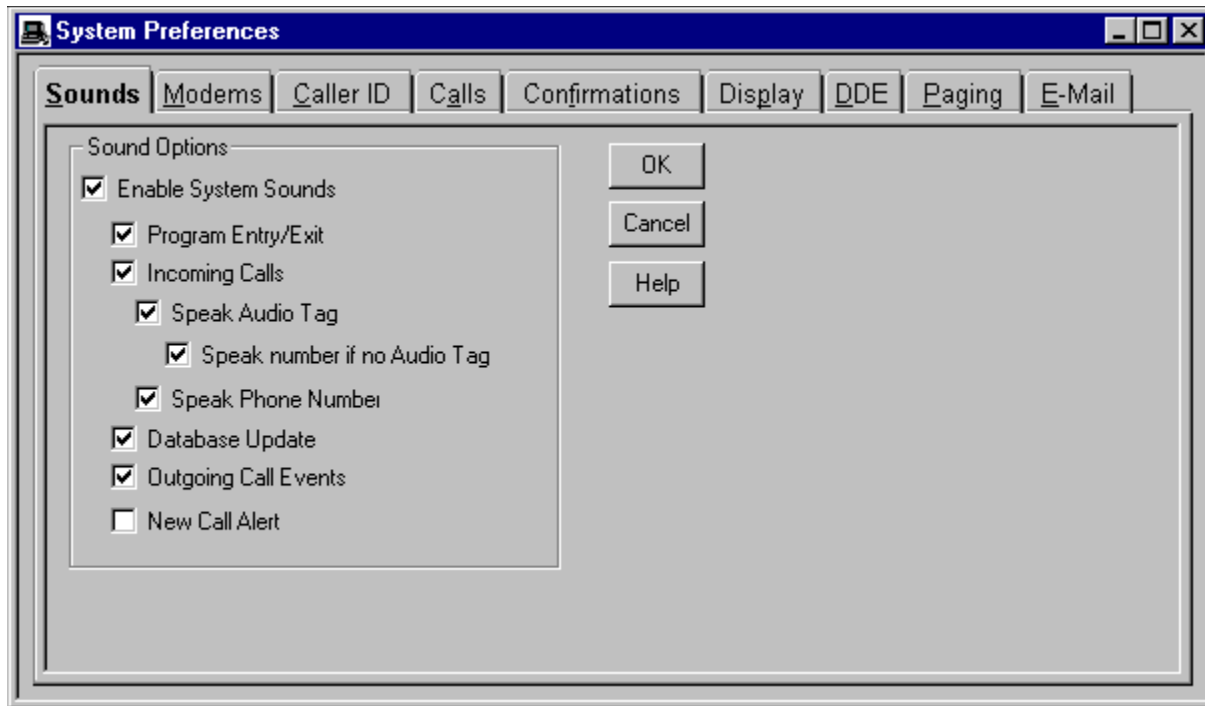 System Preferences
Sounds Modems Caller ID Calls Confirmations Display DDE Paging E-Mail
Sound Options
Enable System Sounds
Program Entry/Exit
Incoming Calls
Speak Audio Tag
Speak number if no Audio Tag
Speak Phone Number
Database Update
Outgoing Call Events
New Call Alert
OK
Cancel
Help